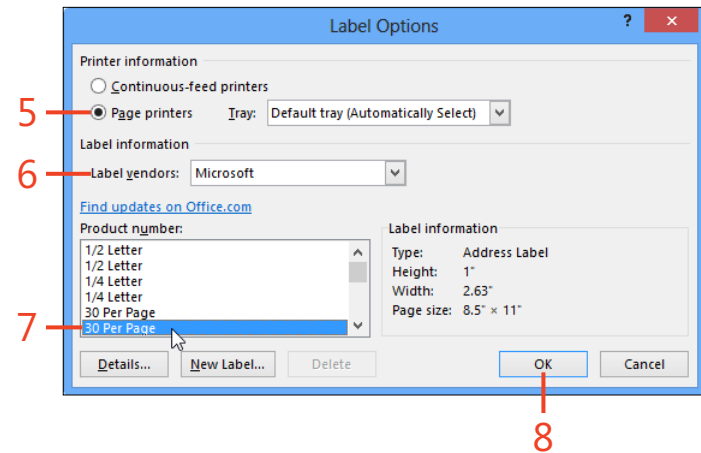 Label Options ?
Printer information
Continuous-feed printers
5 Page printers Tray: Default tray (Automatically Select)
Label information
6 Label vendors: Microsoft
Find updates on Office.com
Product number:
1/2 Letter
1/2 Letter
1/4 Letter
1/4 Letter
30 Per Page
7 30 Per Page
Label information
Type: Address Label
Height: 1"
Width: 2.63"
Page size: 8.5" × 11"
Details... New Label... Delete OK Cancel
8